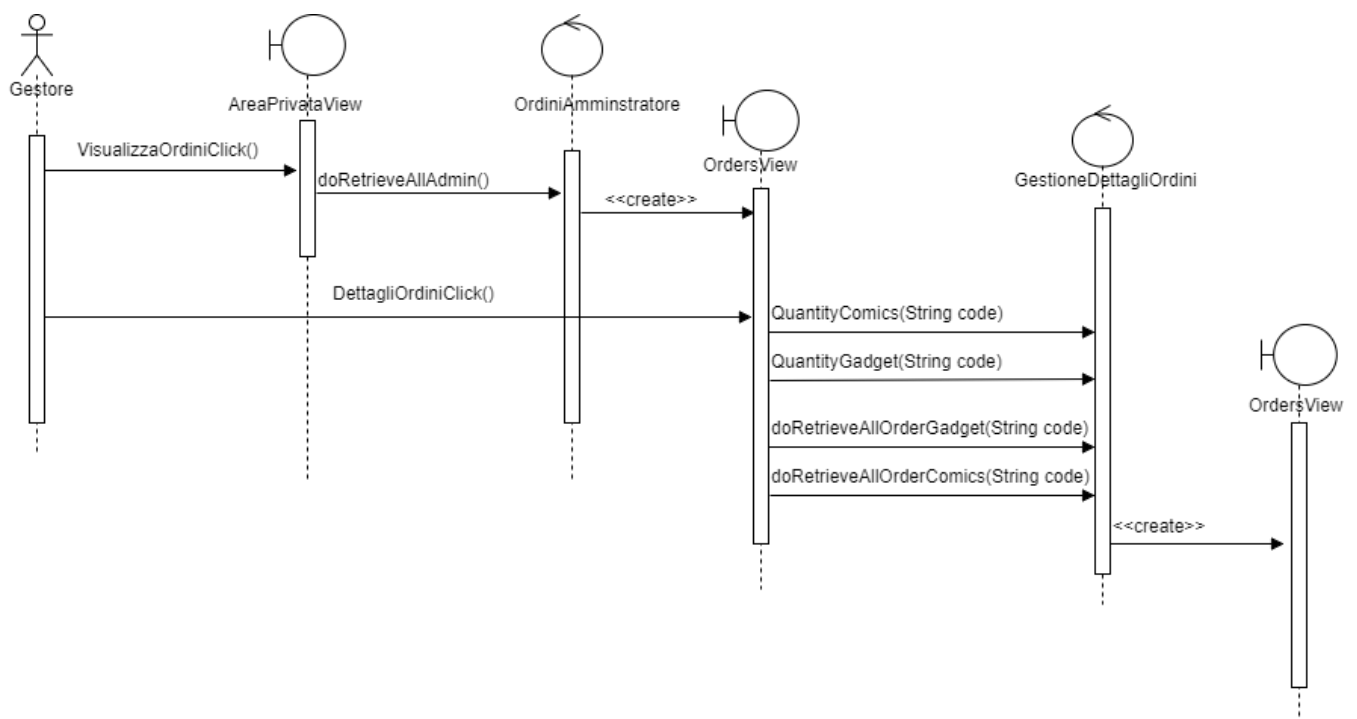 Gestore
AreaPrivataView
OrdiniAmminstratore
OrdersView
GestioneDettagliOrdini
VisualizzaOrdiniClick()
doRetrieveAllAdmin()
<<create>>
DettagliOrdiniClick()
QuantityComics(String code)
QuantityGadget(String code)
OrdersView
doRetrieveAllOrderGadget(String code)
doRetrieveAllOrderComics(String code)
<<create>>